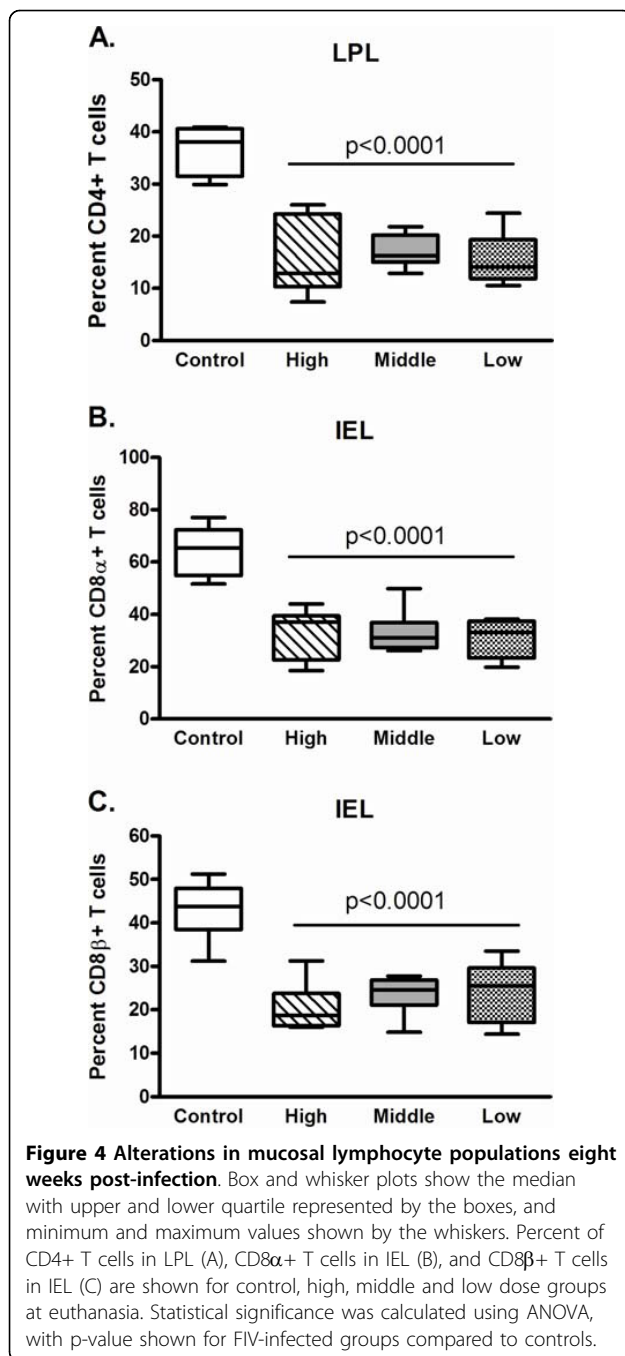 A.
LPL
Percent CD4+ T cells
50
40
30
20
10
0
p<0.0001
Control High Middle Low
B.
IEL
Percent CD8α+ T cells
100
80
60
40
20
0
p<0.0001
Control High Middle Low
C.
IEL
Percent CD8β+ T cells
60
50
40
30
20
10
0
p<0.0001
Control High Middle Low
Figure 4 Alterations in mucosal lymphocyte populations eight
weeks post-infection. Box and whisker plots show the median
with upper and lower quartile represented by the boxes, and
minimum and maximum values shown by the whiskers. Percent of
CD4+ T cells in LPL (A), CD8α+ T cells in IEL (B), and CD8β+ T cells
in IEL (C) are shown for control, high, middle and low dose groups
at euthanasia. Statistical significance was calculated using ANOVA,
with p-value shown for FIV-infected groups compared to controls.